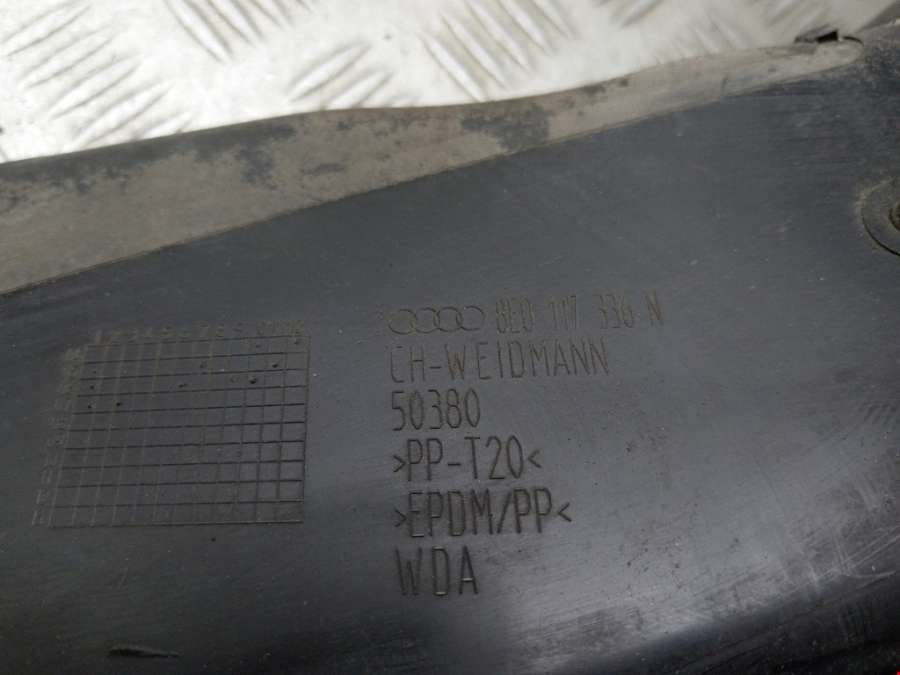 8E0 117 336 N
CH-WEIDMANN
50380
>PP-T20<
>EPDM/PP<
WDA